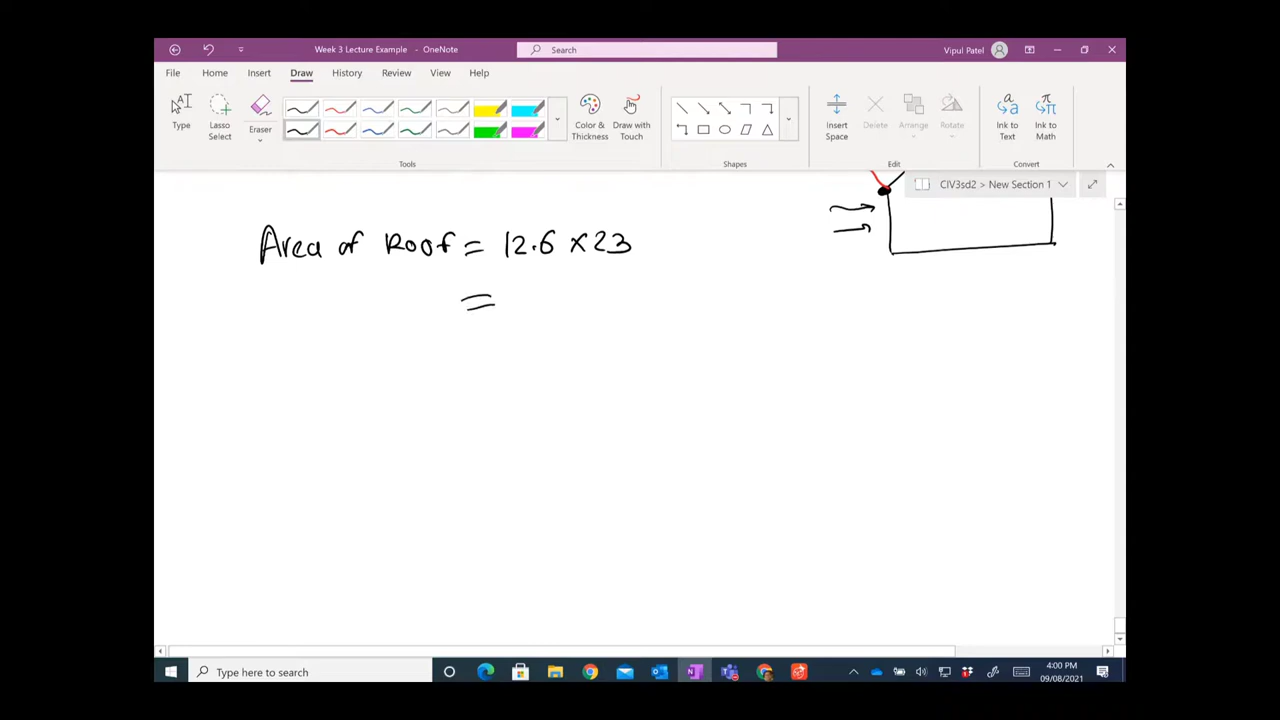 Week 3 Lecture Example - OneNote
Search
Vipul Patel
File Home Insert Draw History Review View Help
Type
Lasso Select
Eraser
Color & Thickness
Draw with Touch
Insert Space
Delete
Arrange
Rotate
Ink to Text
Ink to Math
Tools
Shapes
Edit
Convert
CIV3sd2 > New Section 1
Area of Roof = 12.6 × 23
=
Type here to search
4:00 PM
09/08/2021